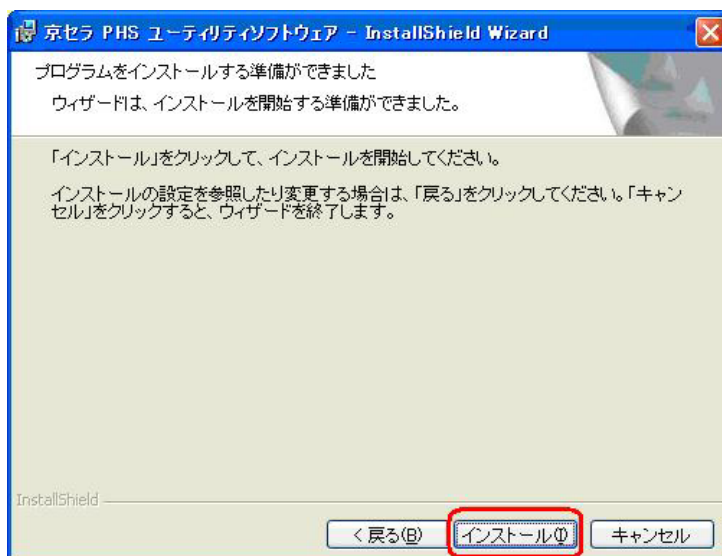 京セラ PHS ユーティリティソフトウェア - InstallShield Wizard
プログラムをインストールする準備ができました
ウィザードは、インストールを開始する準備ができました。
「インストール」をクリックして、インストールを開始してください。
インストールの設定を参照したり変更する場合は、「戻る」をクリックしてください。「キャン
セル」をクリックすると、ウィザードを終了します。
InstallShield
< 戻る(B) インストール(I) キャンセル